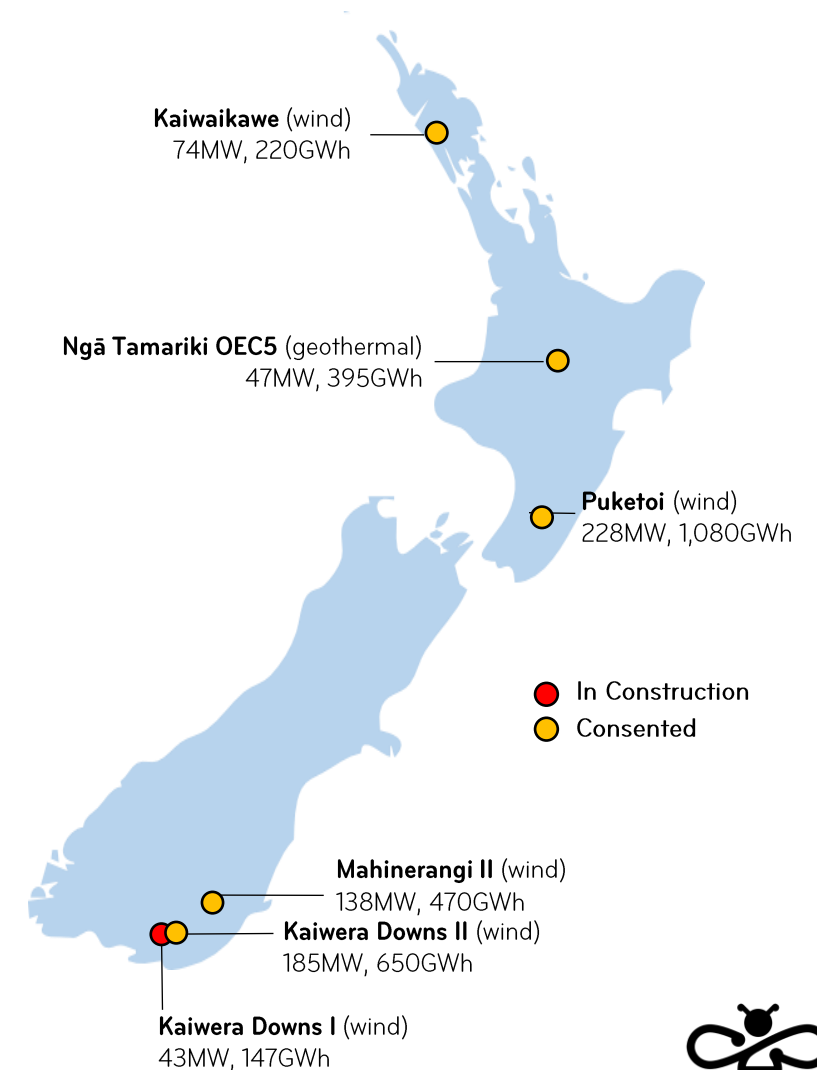 Kaiwaikawe (wind)
74MW, 220GWh
Ngā Tamariki OEC5 (geothermal)
47MW, 395GWh
Puketoi (wind)
228MW, 1,080GWh
In Construction
Consented
Mahinerangi II (wind)
138MW, 470GWh
Kaiwera Downs II (wind)
185MW, 650GWh
Kaiwera Downs I (wind)
43MW, 147GWh